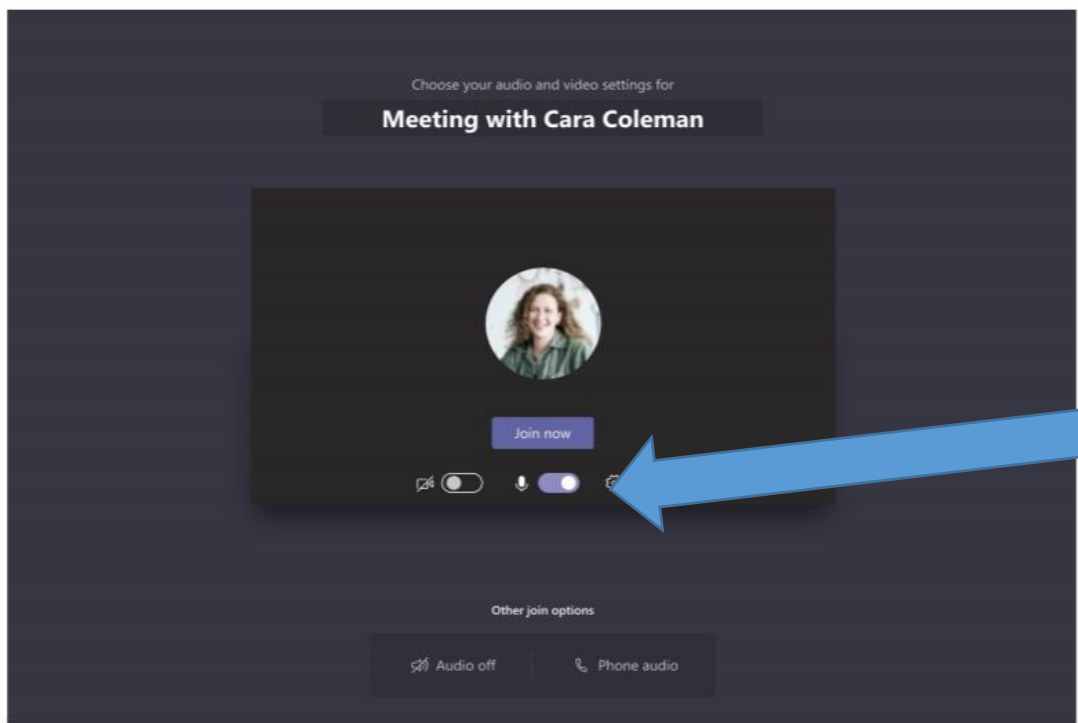 Choose your audio and video settings for
Meeting with Cara Coleman
Join now
Other join options
Audio off
Phone audio